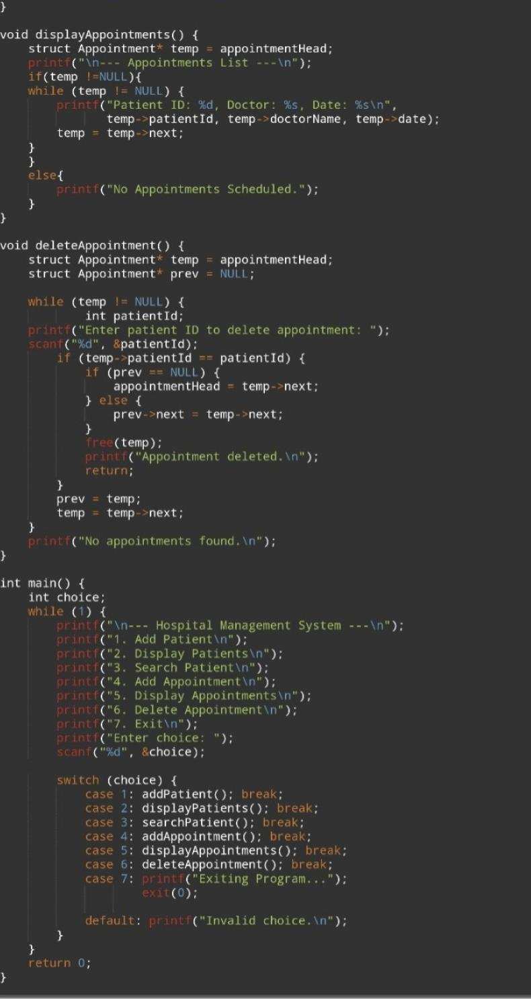 }

void displayAppointments() {
    struct Appointment* temp = appointmentHead;
    printf("\n--- Appointments List ---\n");
    if(temp !=NULL){
    while (temp != NULL) {
        printf("Patient ID: %d, Doctor: %s, Date: %s\n",
               temp->patientId, temp->doctorName, temp->date);
        temp = temp->next;
    }
    }
    else{
        printf("No Appointments Scheduled.");
    }
}

void deleteAppointment() {
    struct Appointment* temp = appointmentHead;
    struct Appointment* prev = NULL;

    while (temp != NULL) {
            int patientId;
    printf("Enter patient ID to delete appointment: ");
    scanf("%d", &patientId);
        if (temp->patientId == patientId) {
            if (prev == NULL) {
                appointmentHead = temp->next;
            } else {
                prev->next = temp->next;
            }
            free(temp);
            printf("Appointment deleted.\n");
            return;
        }
        prev = temp;
        temp = temp->next;
    }
    printf("No appointments found.\n");
}

int main() {
    int choice;
    while (1) {
        printf("\n--- Hospital Management System ---\n");
        printf("1. Add Patient\n");
        printf("2. Display Patients\n");
        printf("3. Search Patient\n");
        printf("4. Add Appointment\n");
        printf("5. Display Appointments\n");
        printf("6. Delete Appointment\n");
        printf("7. Exit\n");
        printf("Enter choice: ");
        scanf("%d", &choice);

        switch (choice) {
            case 1: addPatient(); break;
            case 2: displayPatients(); break;
            case 3: searchPatient(); break;
            case 4: addAppointment(); break;
            case 5: displayAppointments(); break;
            case 6: deleteAppointment(); break;
            case 7: printf("Exiting Program...");
                    exit(0);

            default: printf("Invalid choice.\n");
        }
    }
    return 0;
}